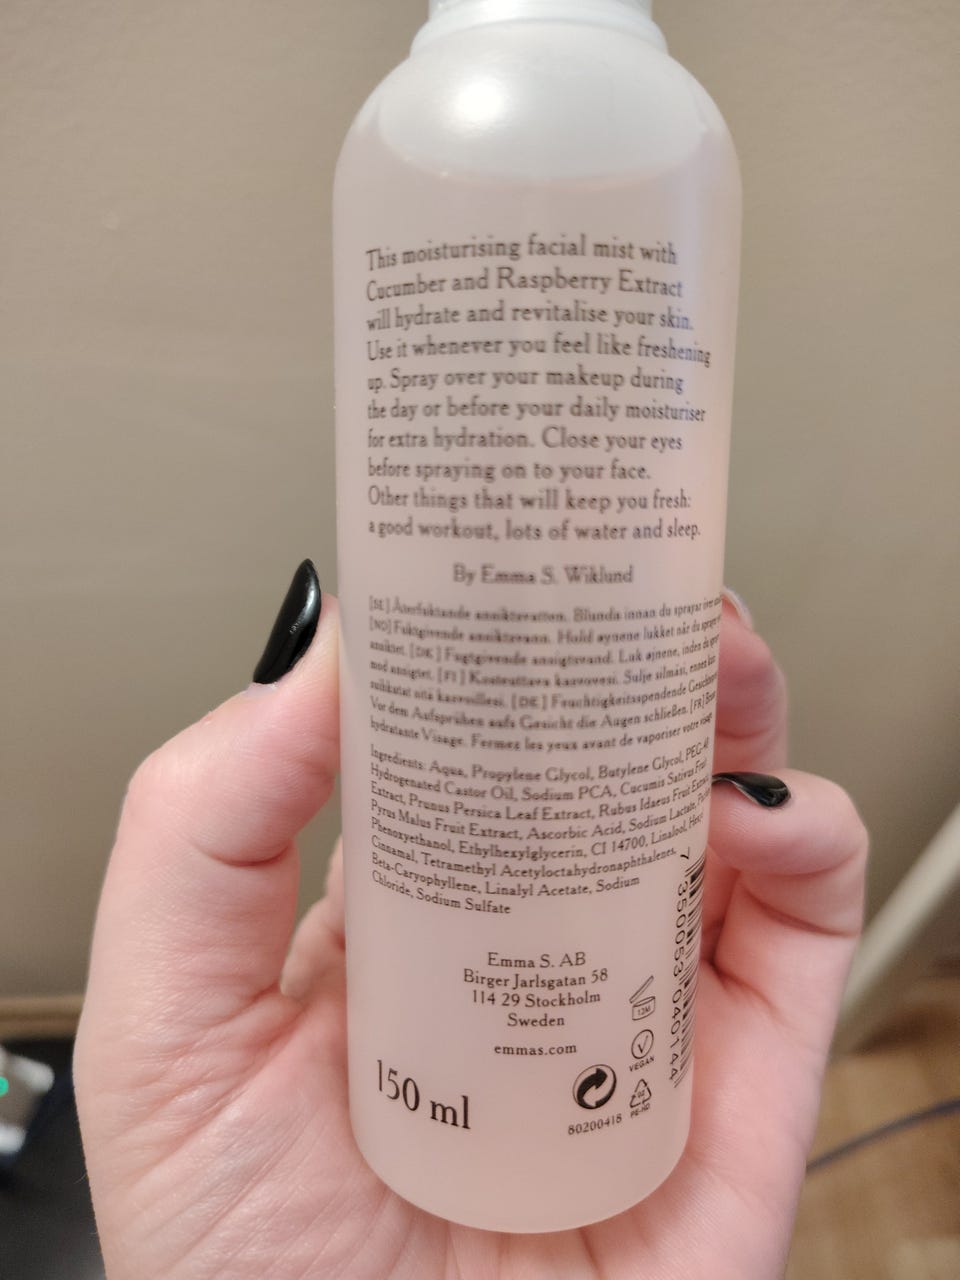 This moisturising facial mist with
Cucumber and Raspberry Extract
will hydrate and revitalise your skin.
Use it whenever you feel like freshening
up. Spray over your makeup during
the day or before your daily moisturiser
for extra hydration. Close your eyes
before spraying on to your face.
Other things that will keep you fresh:
a good workout, lots of water and sleep.
By Emma S. Wiklund
[SE] Återfuktande ansiktsvatten. Blunda innan du sprayar över
[NO] Fuktgivende ansiktsvann. Hold øynene lukket når du sprayer
ansiktet. [DK] Fugtgivende ansigtsvand. Luk øjnene, inden du
mod ansigtet. [FI] Kosteuttava kasvovesi. Sulje silmäsi, ennen kuin
suihkutat sitä kasvoillesi. [DE] Feuchtigkeitsspendende
Vor dem Aufsprühen aufs Gesicht die Augen schließen. [FR]
hydratante Visage. Fermez les yeux avant de vaporiser votre visage
Ingredients: Aqua, Propylene Glycol, Butylene Glycol, PEG-40
Hydrogenated Castor Oil, Sodium PCA, Cucumis Sativus Fruit
Extract, Prunus Persica Leaf Extract, Rubus Idaeus Fruit Extract,
Pyrus Malus Fruit Extract, Ascorbic Acid, Sodium Lactate,
Phenoxyethanol, Ethylhexylglycerin, CI 14700, Linalool,
Cinnamal, Tetramethyl Acetyloctahydronaphthalenes,
Beta-Caryophyllene, Linalyl Acetate, Sodium
Chloride, Sodium Sulfate
7 350053 040144
Emma S. AB
Birger Jarlsgatan 58
114 29 Stockholm
Sweden
emmas.com
12M
VEGAN
150 ml
80200418
02
PE-HD